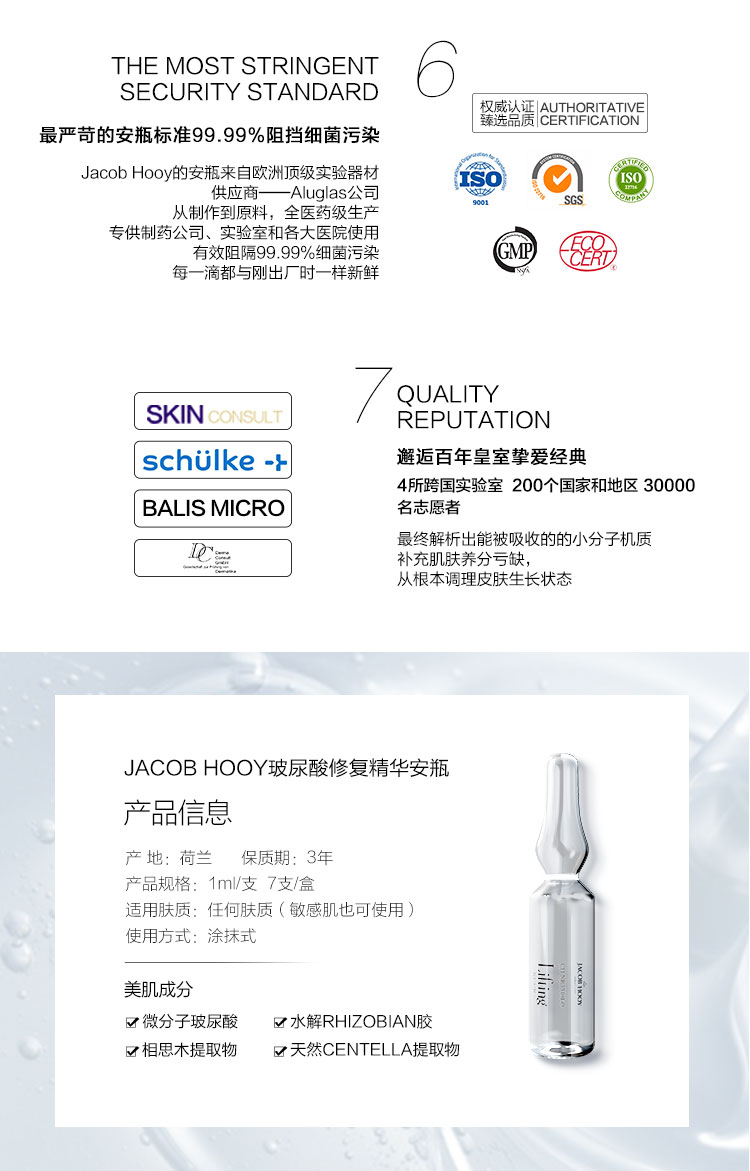 THE MOST STRINGENT
SECURITY STANDARD
6
最严苛的安瓶标准99.99%阻挡细菌污染
Jacob Hooy的安瓶来自欧洲顶级实验器材
供应商——Aluglas公司
从制作到原料，全医药级生产
专供制药公司、实验室和各大医院使用
有效阻隔99.99%细菌污染
每一滴都与刚出厂时一样新鲜
权威认证 AUTHORITATIVE
臻选品质 CERTIFICATION
International Organization for Standardization
ISO
9001
SGS
CERTIFIED
ISO
22716
COMPANY
GMP
ECO
CERT
®
7
QUALITY
REPUTATION
邂逅百年皇室挚爱经典
4所跨国实验室 200个国家和地区 30000
名志愿者
最终解析出能被吸收的的小分子机质
补充肌肤养分亏缺，
从根本调理皮肤生长状态
SKIN CONSULT
schülke
BALIS MICRO
DC
Derma
Consult
GmbH
Dermatika
JACOB HOOY玻尿酸修复精华安瓶
产品信息
产 地：荷兰 保质期：3年
产品规格：1ml/支 7支/盒
适用肤质：任何肤质（敏感肌也可使用）
使用方式：涂抹式
美肌成分
微分子玻尿酸 水解RHIZOBIAN胶
相思木提取物 天然CENTELLA提取物
JACOB HOOY
Lifting